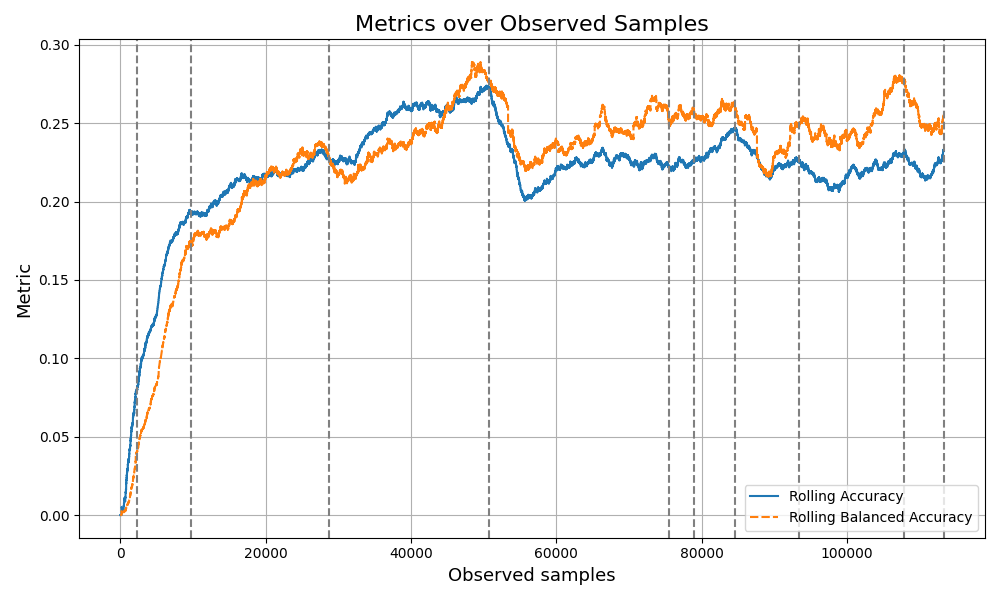 Metrics over Observed Samples
Metric
0.30
0.25
0.20
0.15
0.10
0.05
0.00
0
20000
40000
60000
80000
100000
Observed samples
Rolling Accuracy
Rolling Balanced Accuracy